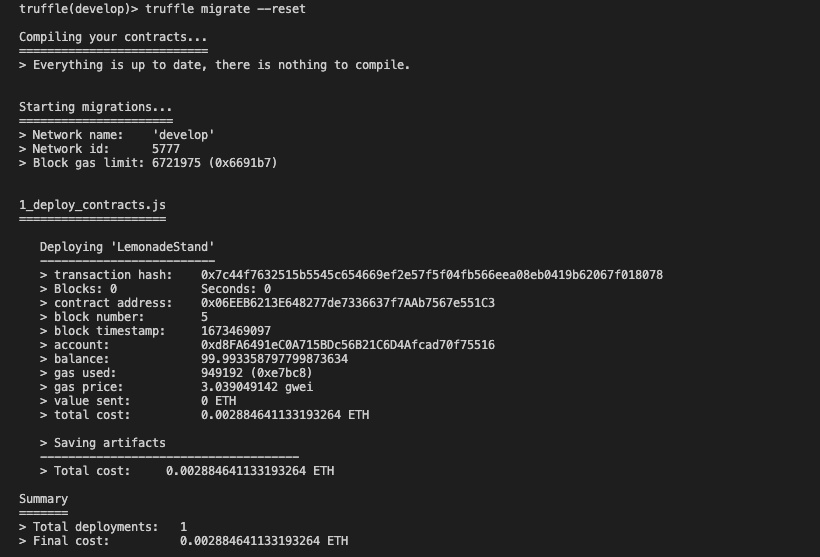 truffle(develop)> truffle migrate --reset
Compiling your contracts...
===========================
> Everything is up to date, there is nothing to compile.
Starting migrations...
======================
> Network name:    'develop'
> Network id:      5777
> Block gas limit: 6721975 (0x6691b7)
1_deploy_contracts.js
=====================
   Deploying 'LemonadeStand'
   -------------------------
   > transaction hash:    0x7c44f7632515b5545c654669ef2e57f5f04fb566eea08eb0419b62067f018078
   > Blocks: 0            Seconds: 0
   > contract address:    0x06EEB6213E648277de7336637f7AAb7567e551C3
   > block number:        5
   > block timestamp:     1673469097
   > account:             0xd8FA6491eC0A715BDc56B21C6D4Afcad70f75516
   > balance:             99.993358797799873634
   > gas used:            949192 (0xe7bc8)
   > gas price:           3.039049142 gwei
   > value sent:          0 ETH
   > total cost:          0.002884641133193264 ETH
   > Saving artifacts
   -------------------------------------
   > Total cost:     0.002884641133193264 ETH
Summary
=======
> Total deployments:   1
> Final cost:          0.002884641133193264 ETH